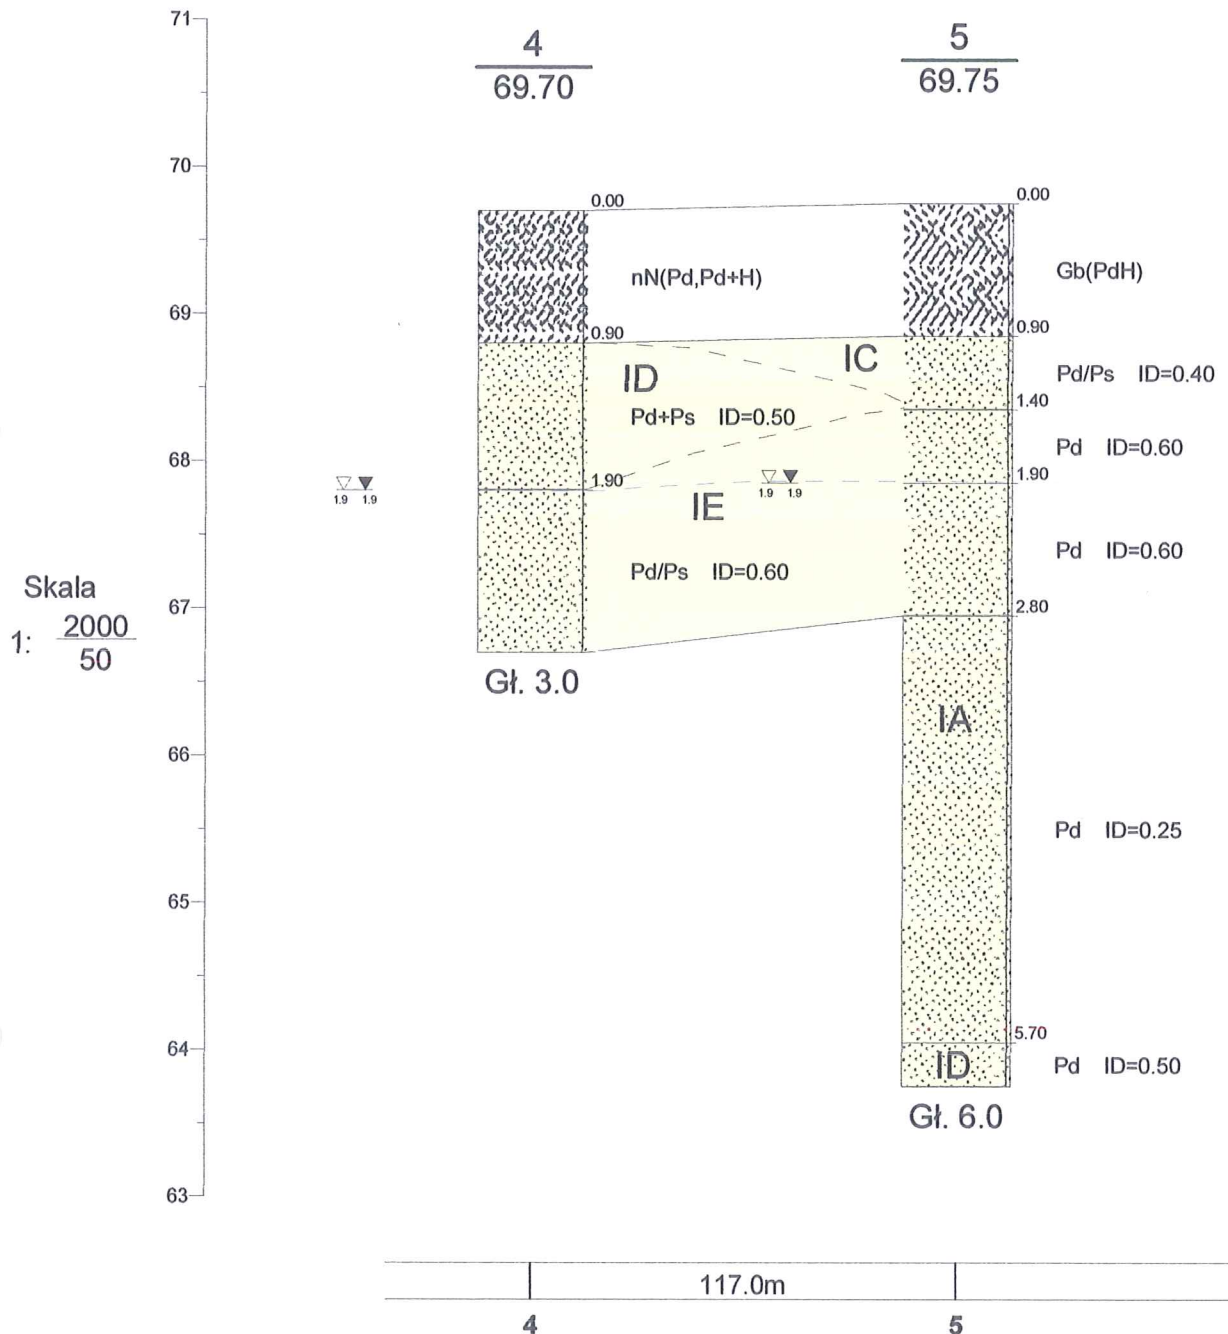 71
4
69.70
5
69.75
70
0.00
0.00
nN(Pd,Pd+H)
Gb(PdH)
69
0.90
0.90
ID
IC
Pd/Ps ID=0.40
1.40
Pd+Ps ID=0.50
Pd ID=0.60
68
1.90
1.90
1.9 1.9
1.9 1.9
IE
Pd ID=0.60
Pd/Ps ID=0.60
Skala
1: 2000
50
67
2.80
Gł. 3.0
IA
66
Pd ID=0.25
65
5.70
64
ID
Pd ID=0.50
Gł. 6.0
63
117.0m
4
5